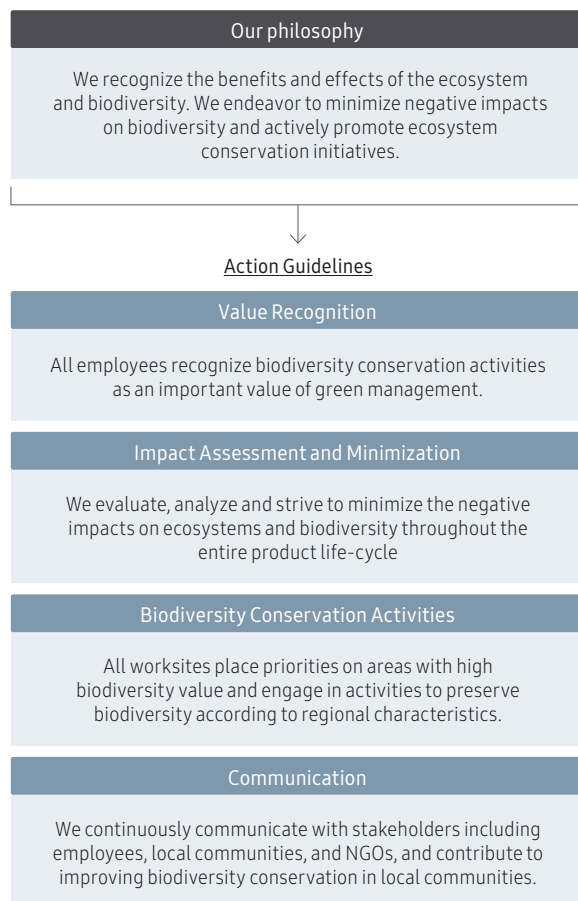 Our philosophy
We recognize the benefits and effects of the ecosystem
and biodiversity. We endeavor to minimize negative impacts
on biodiversity and actively promote ecosystem
conservation initiatives.
Action Guidelines
Value Recognition
All employees recognize biodiversity conservation activities
as an important value of green management.
Impact Assessment and Minimization
We evaluate, analyze and strive to minimize the negative
impacts on ecosystems and biodiversity throughout the
entire product life-cycle
Biodiversity Conservation Activities
All worksites place priorities on areas with high
biodiversity value and engage in activities to preserve
biodiversity according to regional characteristics.
Communication
We continuously communicate with stakeholders including
employees, local communities, and NGOs, and contribute to
improving biodiversity conservation in local communities.